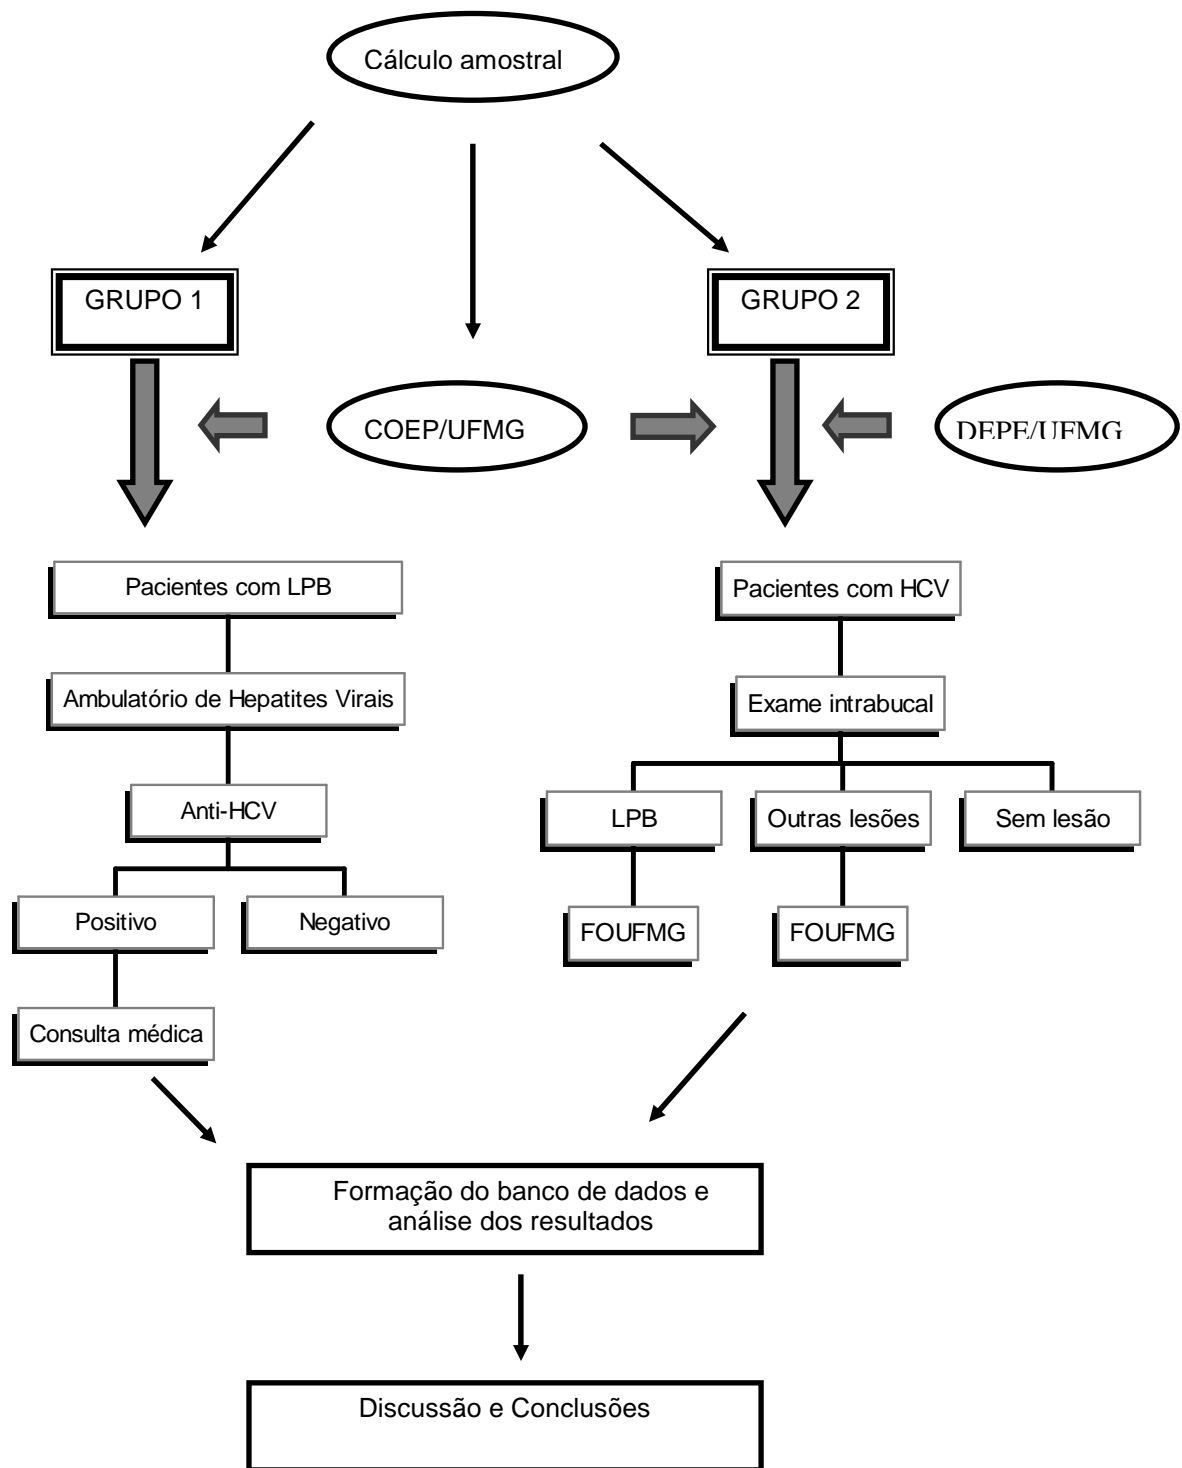 Cálculo amostral
GRUPO 1
GRUPO 2
COEP/UFMG
DEPE/UFMG
Pacientes com LPB
Pacientes com HCV
Ambulatório de Hepatites Virais
Exame intrabucal
Anti-HCV
LPB
Outras lesões
Sem lesão
Positivo
Negativo
FOUFMG
FOUFMG
Consulta médica
Formação do banco de dados e
análise dos resultados
Discussão e Conclusões